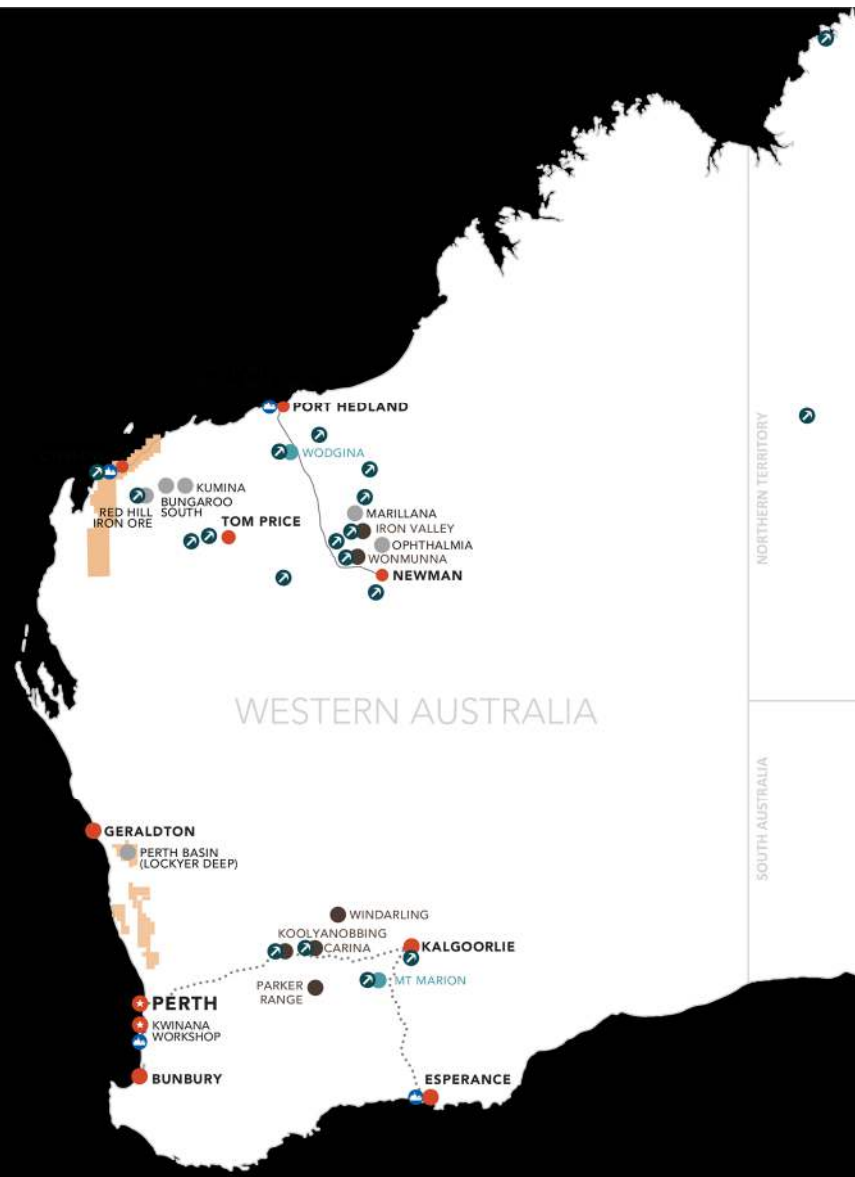 PORT HEDLAND
WODGINA
KUMINA
BUNGAROO
SOUTH
RED HILL
IRON ORE
TOM PRICE
MARILLANA
IRON VALLEY
OPHTHALMIA
WONMUNNA
NEWMAN
NORTHERN TERRITORY
WESTERN AUSTRALIA
SOUTH AUSTRALIA
GERALDTON
PERTH BASIN
(LOCKYER DEEP)
WINDARLING
KOOLYANOBBING
CARINA
KALGOORLIE
PARKER
RANGE
MT MARION
PERTH
KWINANA
WORKSHOP
BUNBURY
ESPERANCE